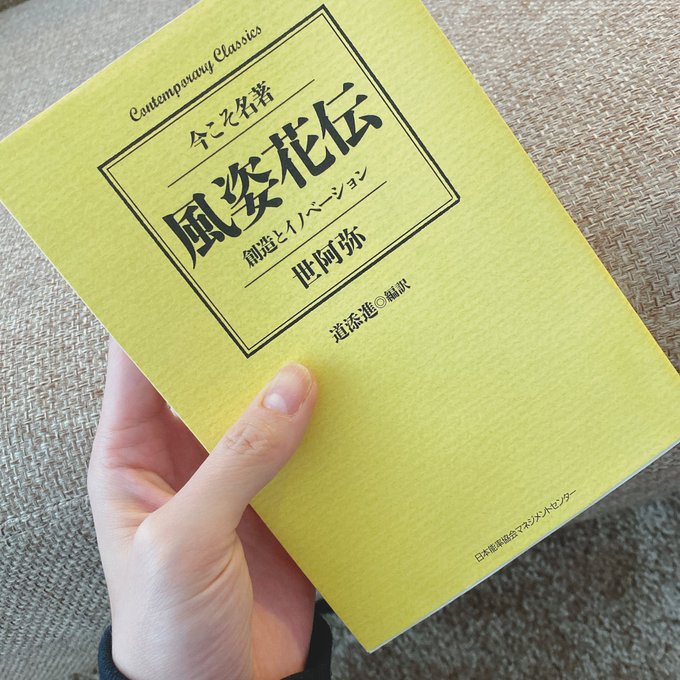 Contemporary Classics
今こそ名著
風姿花伝
創造とイノベーション
世阿弥
道添進◎編訳
日本能率協会マネジメントセンター